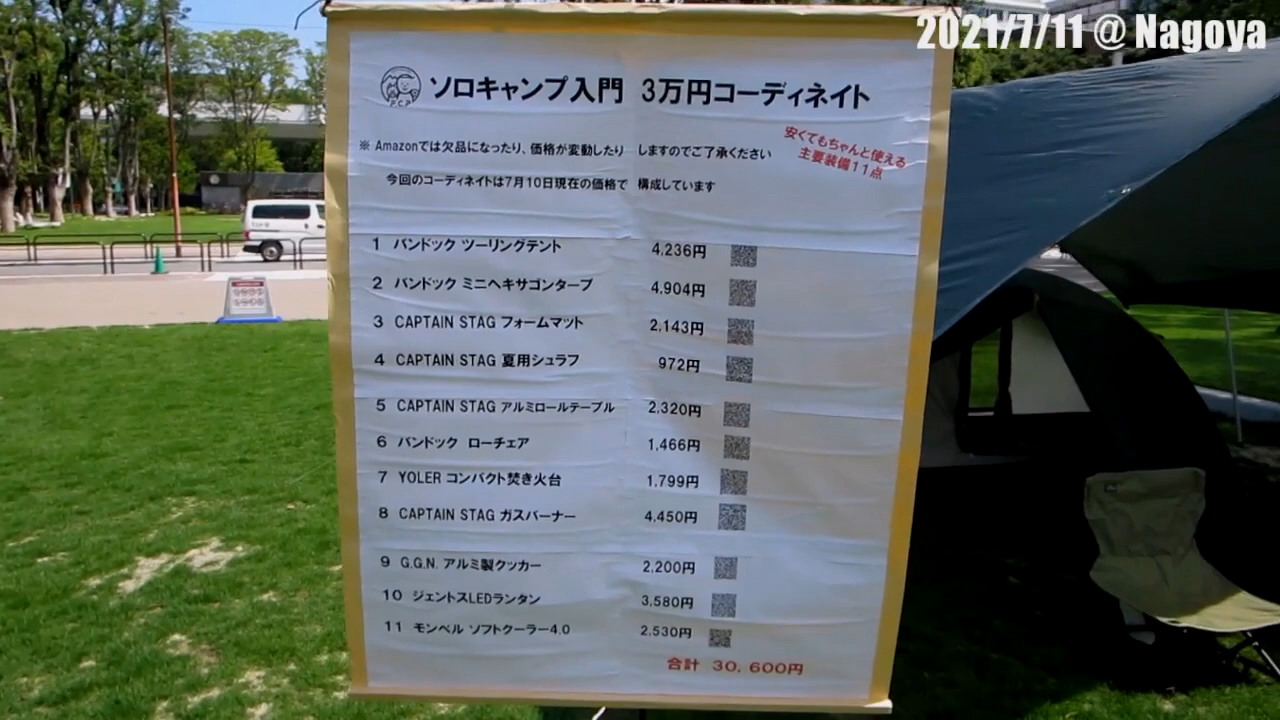 2021/7/11 @ Nagoya
P.C.P
ソロキャンプ入門 3万円コーディネイト
安くてもちゃんと使える
主要装備11点
※ Amazonでは欠品になったり、価格が変動したり しますのでご了承ください
今回のコーディネイトは7月10日現在の価格で 構成しています
1 バンドック ツーリングテント 4,236円
2 バンドック ミニヘキサゴンタープ 4,904円
3 CAPTAIN STAG フォームマット 2,143円
4 CAPTAIN STAG 夏用シュラフ 972円
5 CAPTAIN STAG アルミロールテーブル 2,320円
6 バンドック ローチェア 1,466円
7 YOLER コンパクト焚き火台 1,799円
8 CAPTAIN STAG ガスバーナー 4,450円
9 G.G.N. アルミ製クッカー 2,200円
10 ジェントスLEDランタン 3,580円
11 モンベル ソフトクーラー4.0 2,530円
合計 30,600円